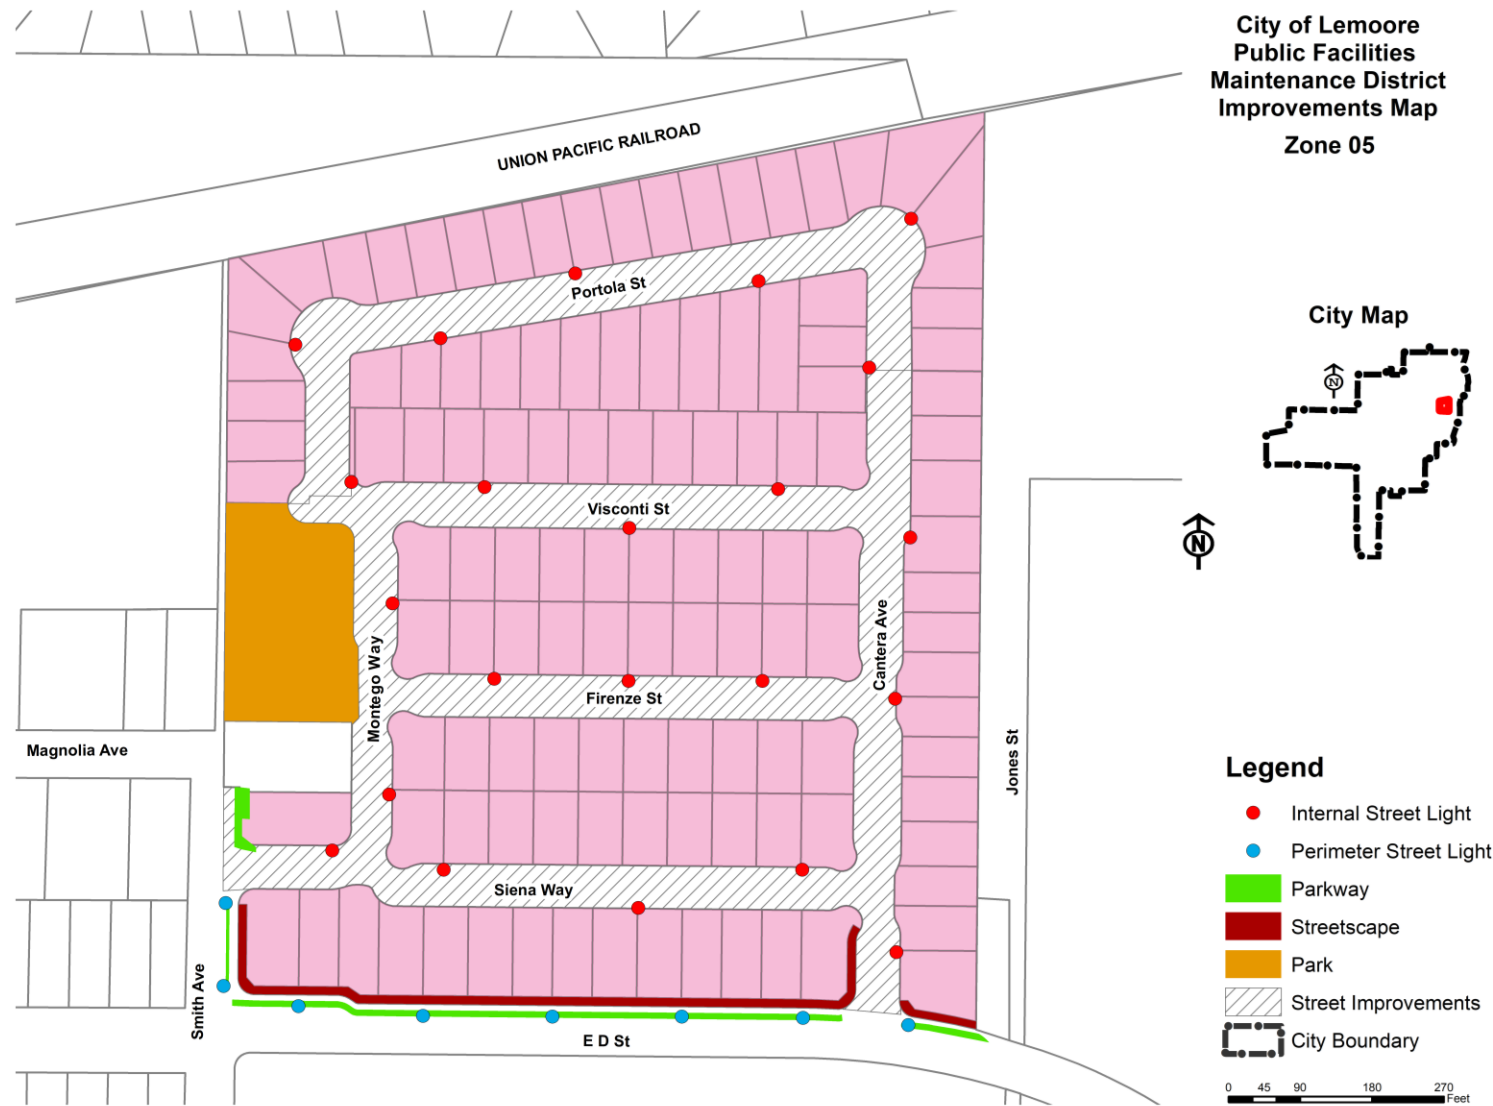 City of Lemoore
Public Facilities
Maintenance District
Improvements Map
Zone 05
UNION PACIFIC RAILROAD
Portola St
City Map
N
Visconti St
N
Cantera Ave
Montego Way
Firenze St
Magnolia Ave
Jones St
Siena Way
Smith Ave
E D St
Legend
Internal Street Light
Perimeter Street Light
Parkway
Streetscape
Park
Street Improvements
City Boundary
0 45 90 180 270
Feet